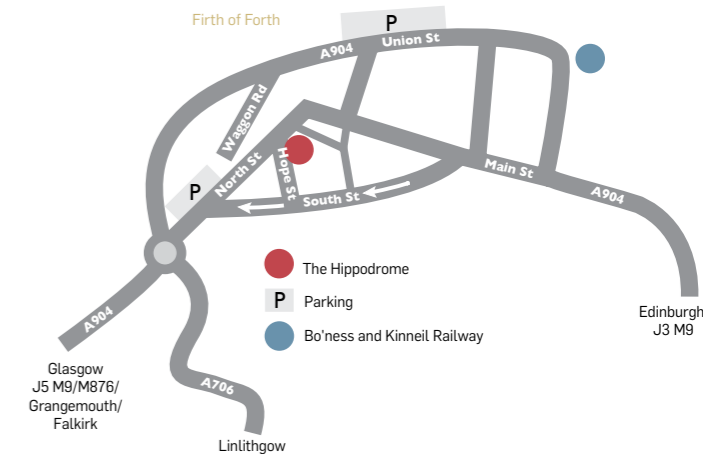 Firth of Forth
P
A904 Union St
Waggon Rd
North St
Hope St
P
South St
Main St
A904
The Hippodrome
P Parking
Bo'ness and Kinneil Railway
Edinburgh
J3 M9
A904
Glasgow
J5 M9/M876/
Grangemouth/
Falkirk
A706
Linlithgow